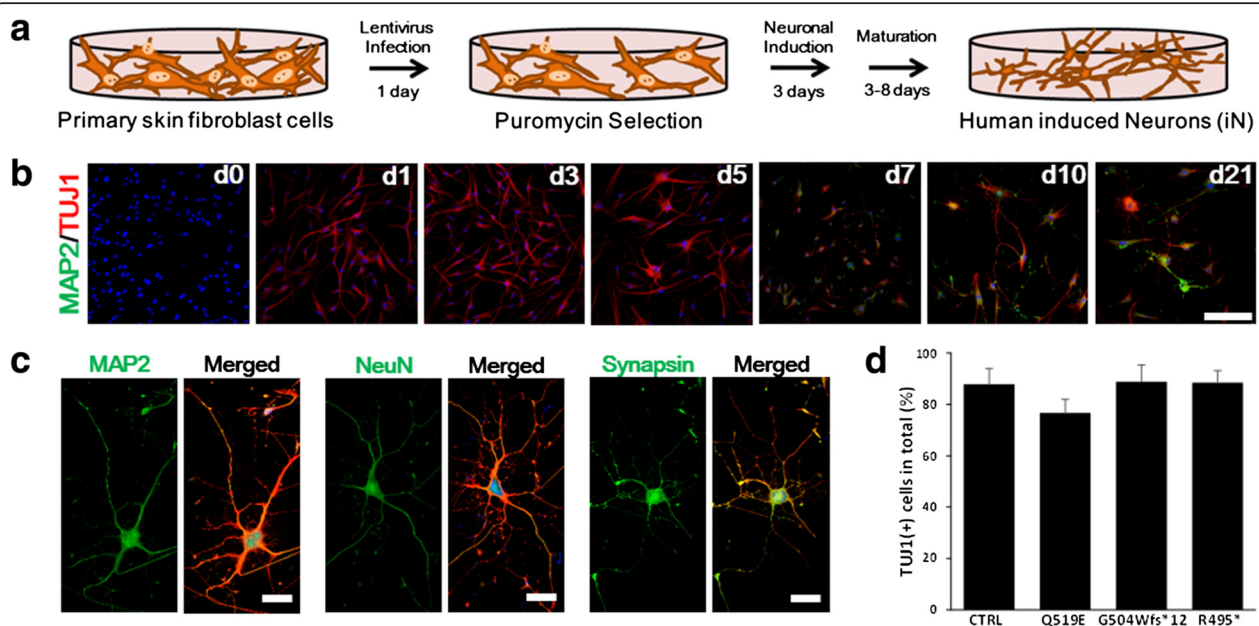 a
Lentivirus
Infection
1 day
Neuronal
Induction
3 days
Maturation
3-8 days
Primary skin fibroblast cells
Puromycin Selection
Human induced Neurons (iN)
b
MAP2/TUJ1
d0
d1
d3
d5
d7
d10
d21
c
MAP2
Merged
NeuN
Merged
Synapsin
Merged
d
TUJ1(+) cells in total (%)
100
80
60
40
20
0
CTRL
Q519E
G504Wfs*12
R495*